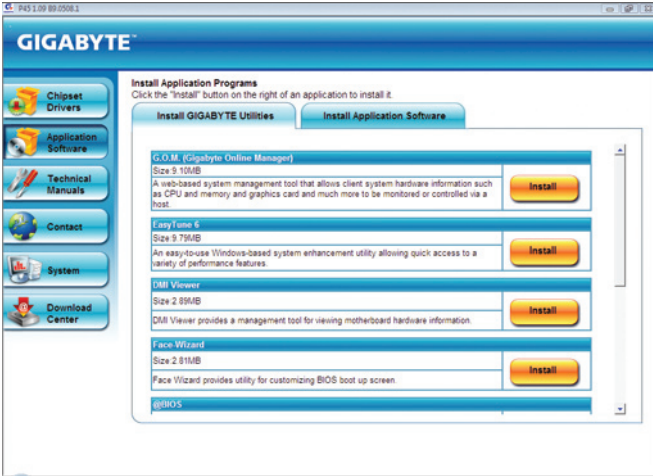 P45 1.09 B9.0508.1
GIGABYTE™
Chipset
Drivers
Application
Software
Technical
Manuals
Contact
System
Download
Center
Install Application Programs
Click the "Install" button on the right of an application to install it.
Install GIGABYTE Utilities
Install Application Software
G.O.M. (Gigabyte Online Manager)
Size:9.10MB
A web-based system management tool that allows client system hardware information such
as CPU and memory and graphics card and much more to be monitored or controlled via a
host.
Install
EasyTune 6
Size:9.79MB
An easy-to-use Windows-based system enhancement utility allowing quick access to a
variety of performance features.
Install
DMI Viewer
Size:2.89MB
DMI Viewer provides a management tool for viewing motherboard hardware information.
Install
Face-Wizard
Size:2.81MB
Face Wizard provides utility for customizing BIOS boot up screen.
Install
@BIOS